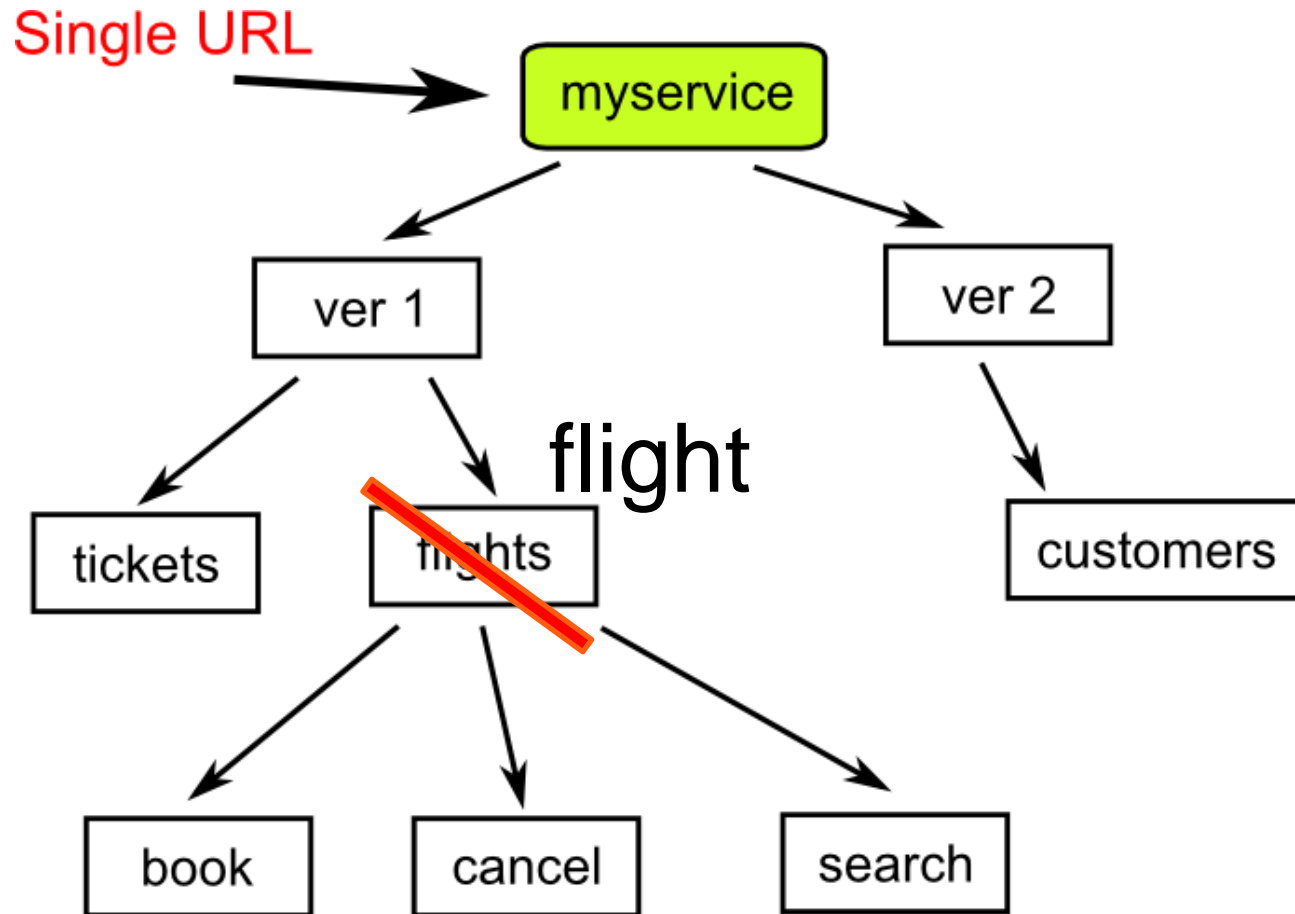 Single URL
myservice
ver 1
ver 2
flight
tickets
flights
customers
book
cancel
search